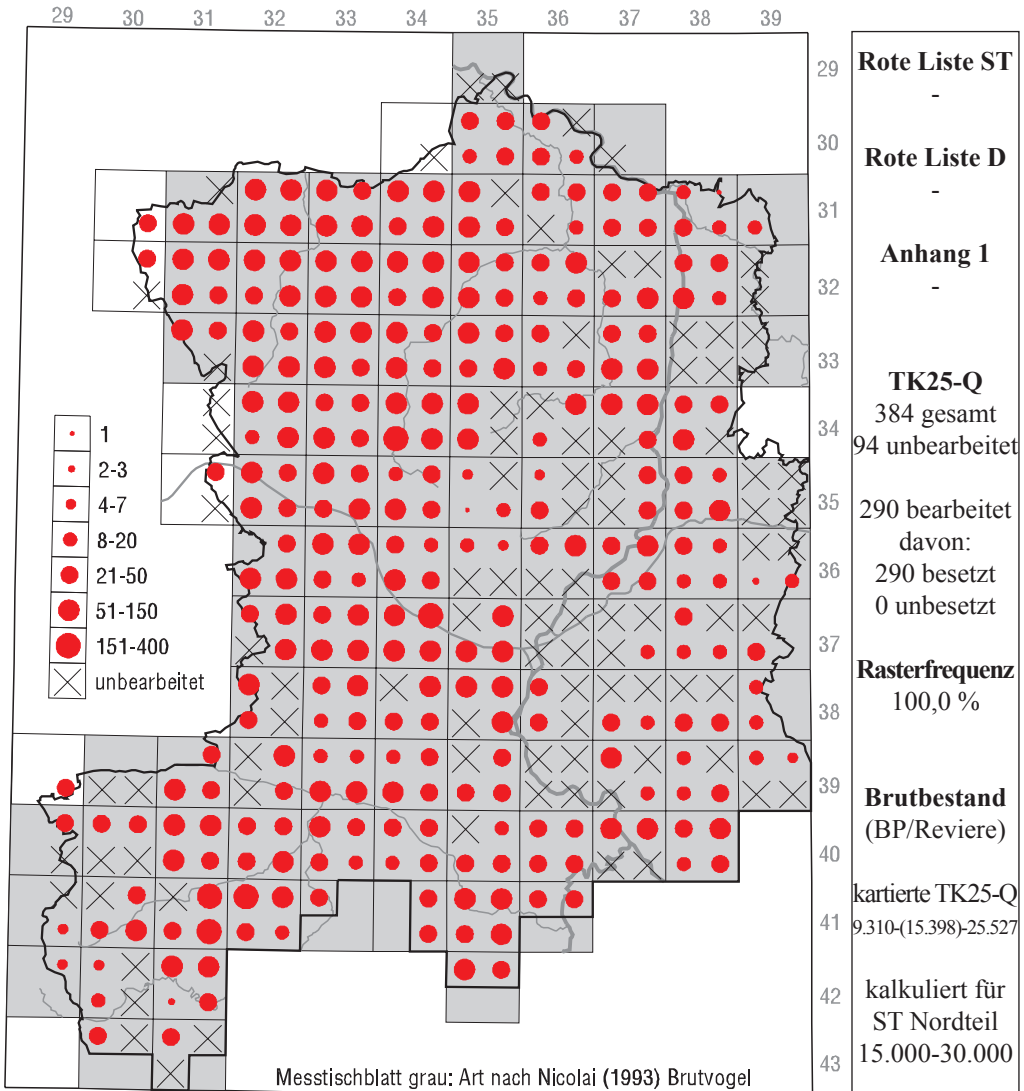 29 30 31 32 33 34 35 36 37 38 39
29
30
31
32
33
34
35
36
37
38
39
40
41
42
43
1
2-3
4-7
8-20
21-50
51-150
151-400
unbearbeitet
Messtischblatt grau: Art nach Nicolai (1993) Brutvogel
Rote Liste ST
-
Rote Liste D
-
Anhang 1
-
TK25-Q
384 gesamt
94 unbearbeitet
290 bearbeitet
davon:
290 besetzt
0 unbesetzt
Rasterfrequenz
100,0 %
Brutbestand
(BP/Reviere)
kartierte TK25-Q
9.310-(15.398)-25.527
kalkuliert für
ST Nordteil
15.000-30.000